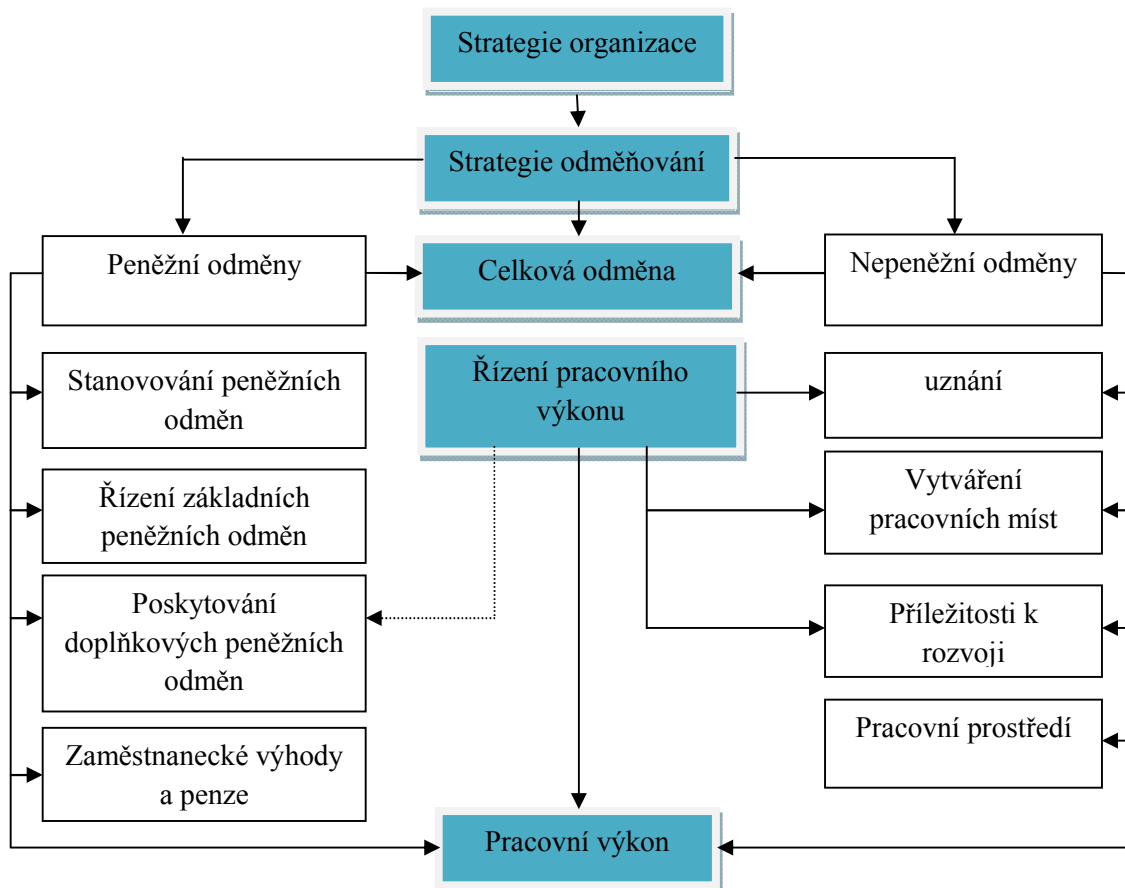 Strategie organizace
Strategie odměňování
Peněžní odměny
Celková odměna
Nepeněžní odměny
Stanovování peněžních
odměn
Řízení pracovního
výkonu
uznání
Řízení základních
peněžních odměn
Vytváření
pracovních míst
Poskytování
doplňkových peněžních
odměn
Příležitosti k
rozvoji
Zaměstnanecké výhody
a penze
Pracovní prostředí
Pracovní výkon